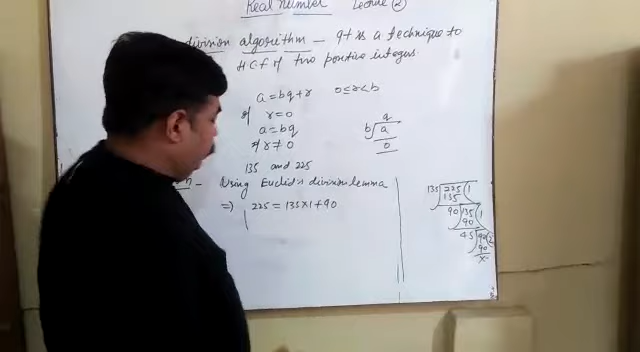 Real Number Lecture 2
division algorithm - It is a technique to
H.C.F of two positive integers.
a = bq + r 0 ≤ r < b
if r = 0
a = bq
if r ≠ 0
q
b) a
0
135 and 225
Using Euclid's division lemma
⇒) 225 = 135 × 1 + 90
135) 225 ( 1
135
90) 135 ( 1
90
45) 90 ( 2
90
x